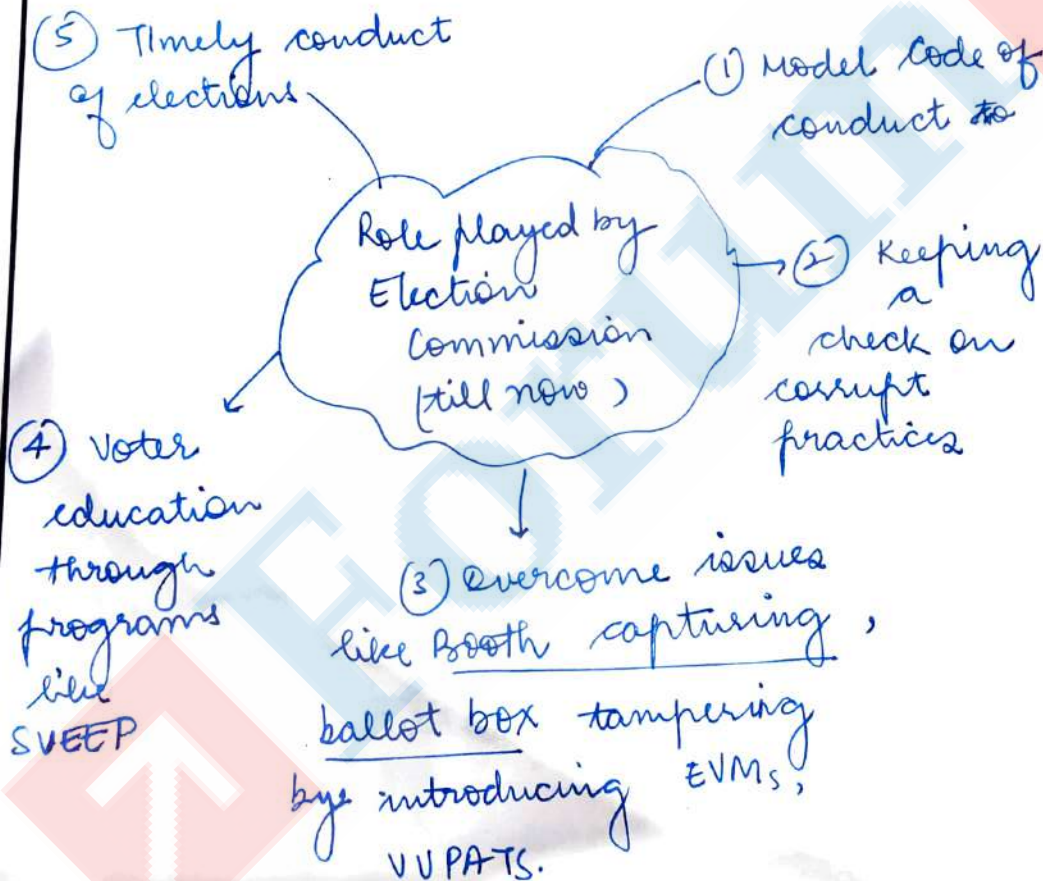 Role played by
Election
Commission
(till now)
(1) Model Code of
conduct to
(2) Keeping
a
check on
corrupt
practices
(3) Overcome issues
like Booth capturing,
ballot box tampering
bye introducing EVMs,
VVPATS.
(4) Voter
education
through
programs
like
SVEEP
(5) TImely conduct
of elections
Forum